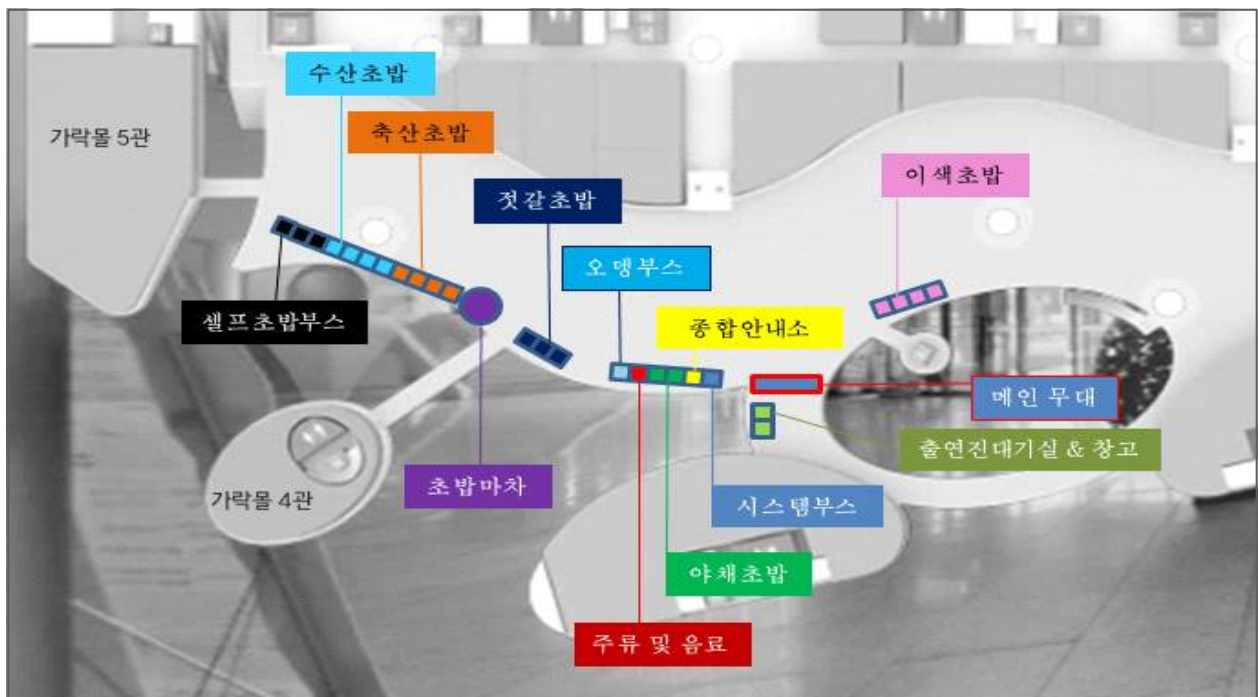 수산초밥
가락몰 5관
축산초밥
이색초밥
젓갈초밥
오뎅부스
셀프초밥부스
종합안내소
메인 무대
출연진대기실 & 창고
초밥마차
가락몰 4관
시스템부스
야채초밥
주류 및 음료